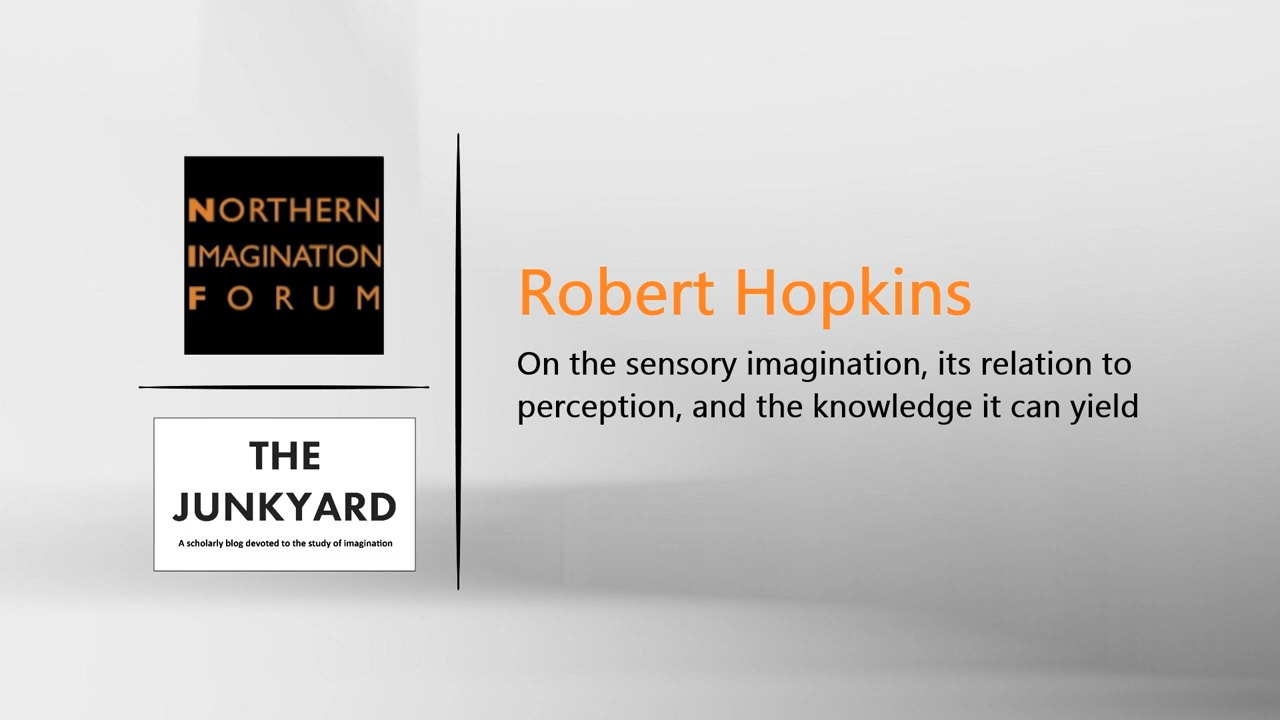 NORTHERN
IMAGINATION
FORUM
THE
JUNKYARD
A scholarly blog devoted to the study of imagination
Robert Hopkins
On the sensory imagination, its relation to
perception, and the knowledge it can yield